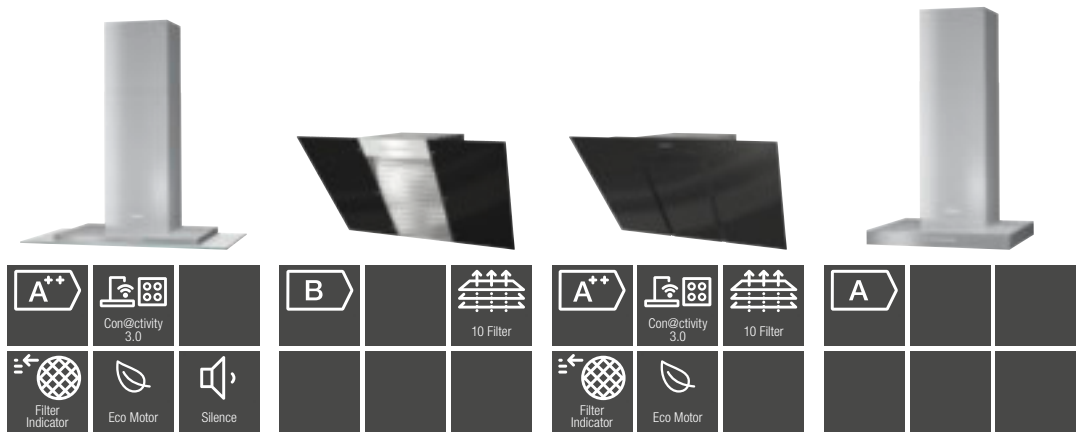 A++
Con@ctivity
3.0
B
10 Filter
A++
Con@ctivity
3.0
10 Filter
A
Filter
Indicator
Eco Motor
Silence
Filter
Indicator
Eco Motor